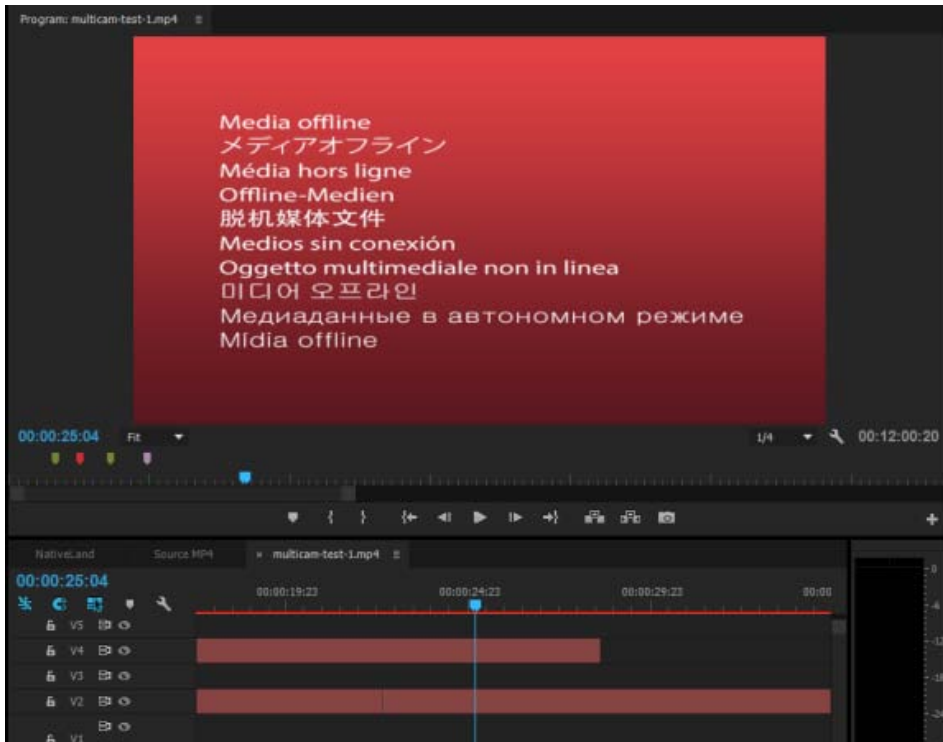 Program: multicam-test-1.mp4
Media offline
メディアオフライン
Média hors ligne
Offline-Medien
脱机媒体文件
Medios sin conexión
Oggetto multimediale non in linea
미디어 오프라인
Медиаданные в автономном режиме
Mídia offline
00:00:25:04 Fit 1/4 00:12:00:20
NativeLand Source MP4 × multicam-test-1.mp4
00:00:25:04
00:00:19:23 00:00:24:23 00:00:29:23 00:00
V5
V4
V3
V2
V1
0